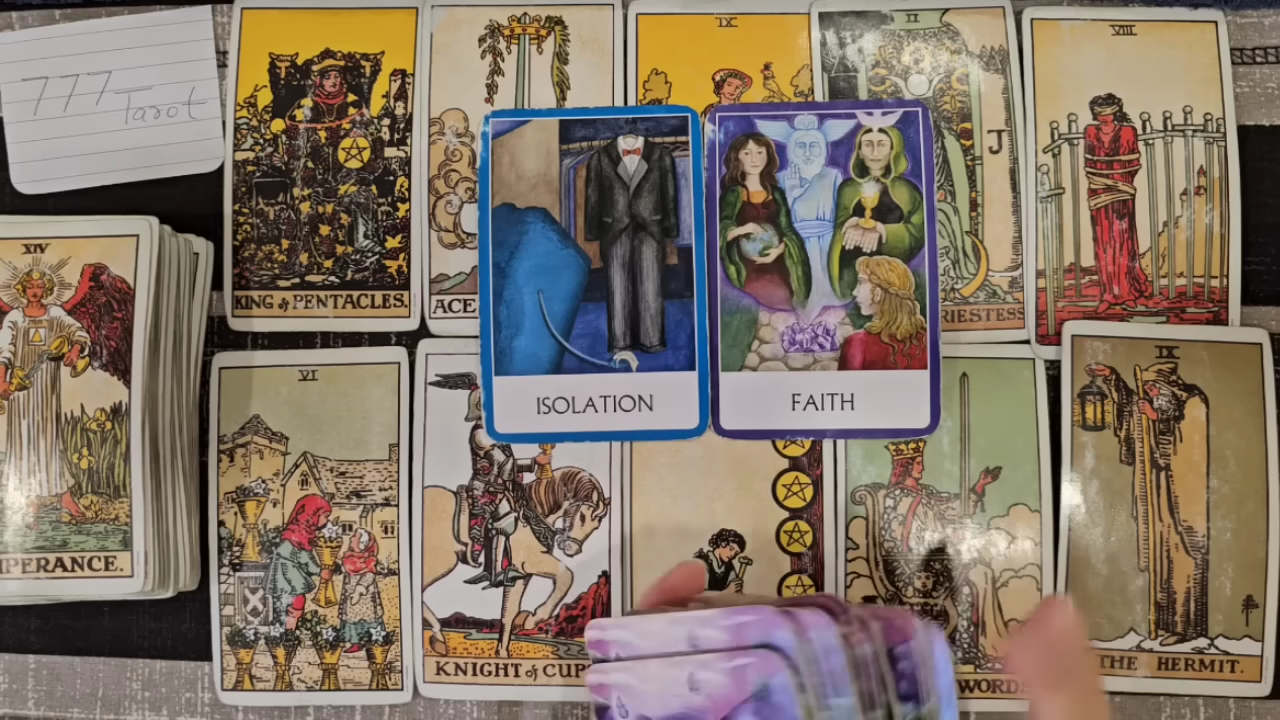 777 Tarot
KING of PENTACLES.
ACE
IX
II
J
RIESTESS
VIII
ISOLATION
FAITH
XIV
PERANCE.
VI
KNIGHT of CUP
WORD
IX
THE HERMIT.